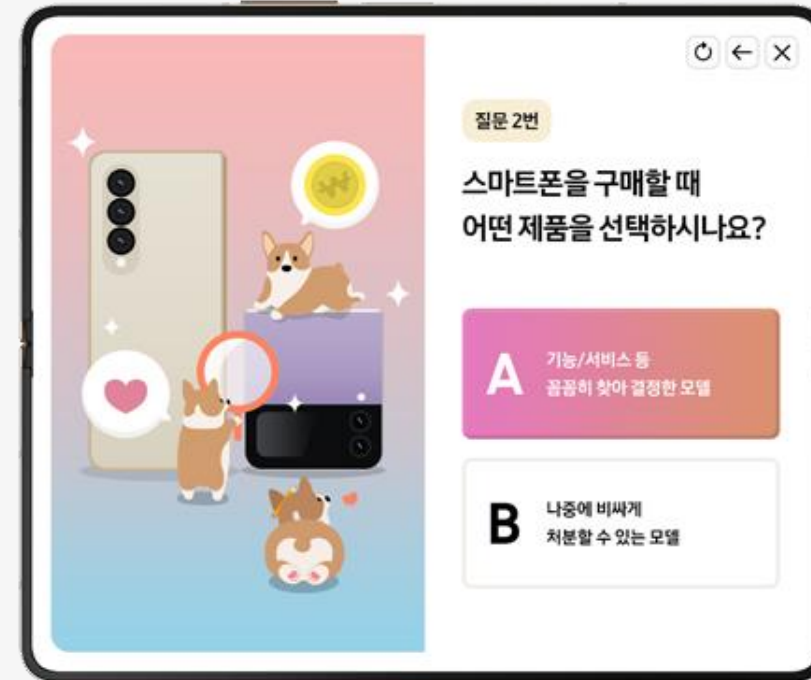 질문 2번
스마트폰을 구매할 때
어떤 제품을 선택하시나요?
A
기능/서비스 등
꼼꼼히 찾아 결정한 모델
B
나중에 비싸게
처분할 수 있는 모델